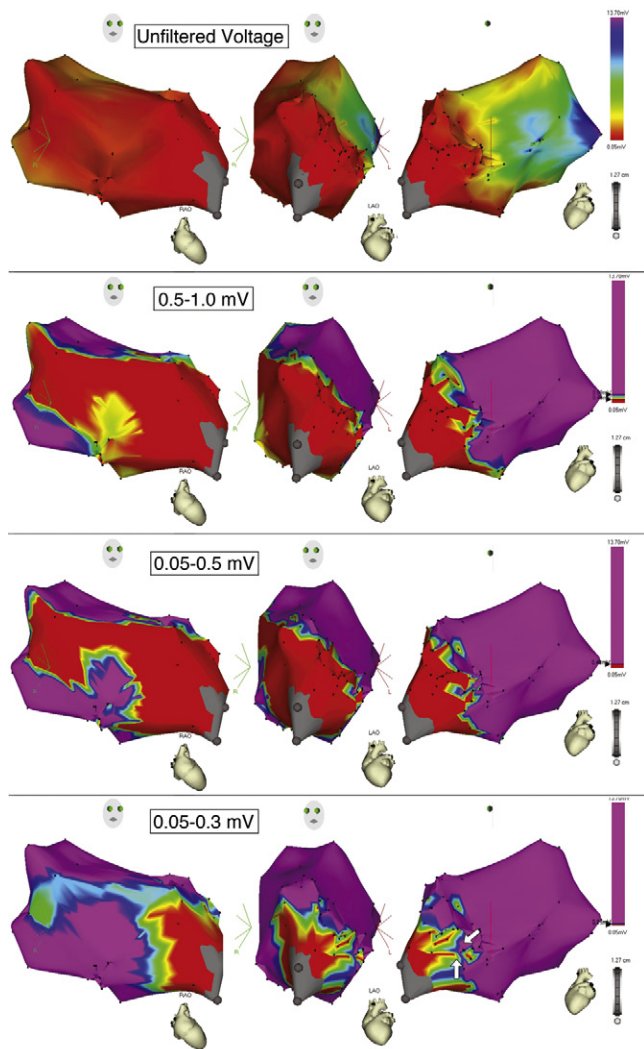 Unfiltered Voltage
13.70mV
0.05mV
1.27 cm
RAO
LAO
R
L
0.5-1.0 mV
13.70mV
0.05mV
1.27 cm
RAO
LAO
R
L
0.05-0.5 mV
13.70mV
0.05mV
1.27 cm
RAO
LAO
R
0.05-0.3 mV
0.05mV
1.27 cm
RAO
LAO
R
L